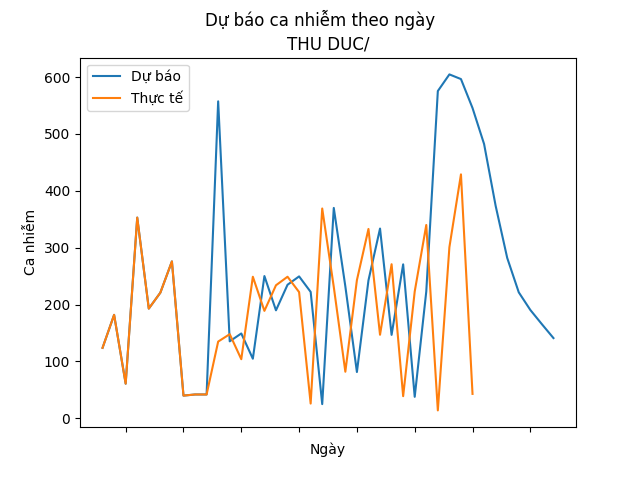 Dự báo ca nhiễm theo ngày
THU DUC/
Dự báo
Thực tế
600
500
400
300
200
100
0
Ca nhiễm
Ngày